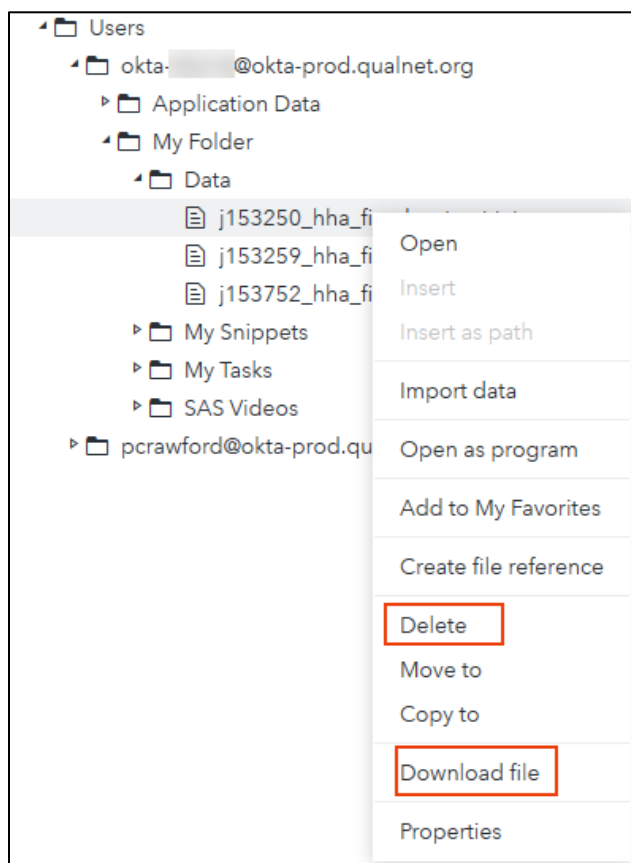 Users
okta- @okta-prod.qualnet.org
Application Data
My Folder
Data
j153250_hha_fi
j153259_hha_fi
j153752_hha_fi
My Snippets
My Tasks
SAS Videos
pcrawford@okta-prod.qu
Open
Insert
Insert as path
Import data
Open as program
Add to My Favorites
Create file reference
Delete
Move to
Copy to
Download file
Properties